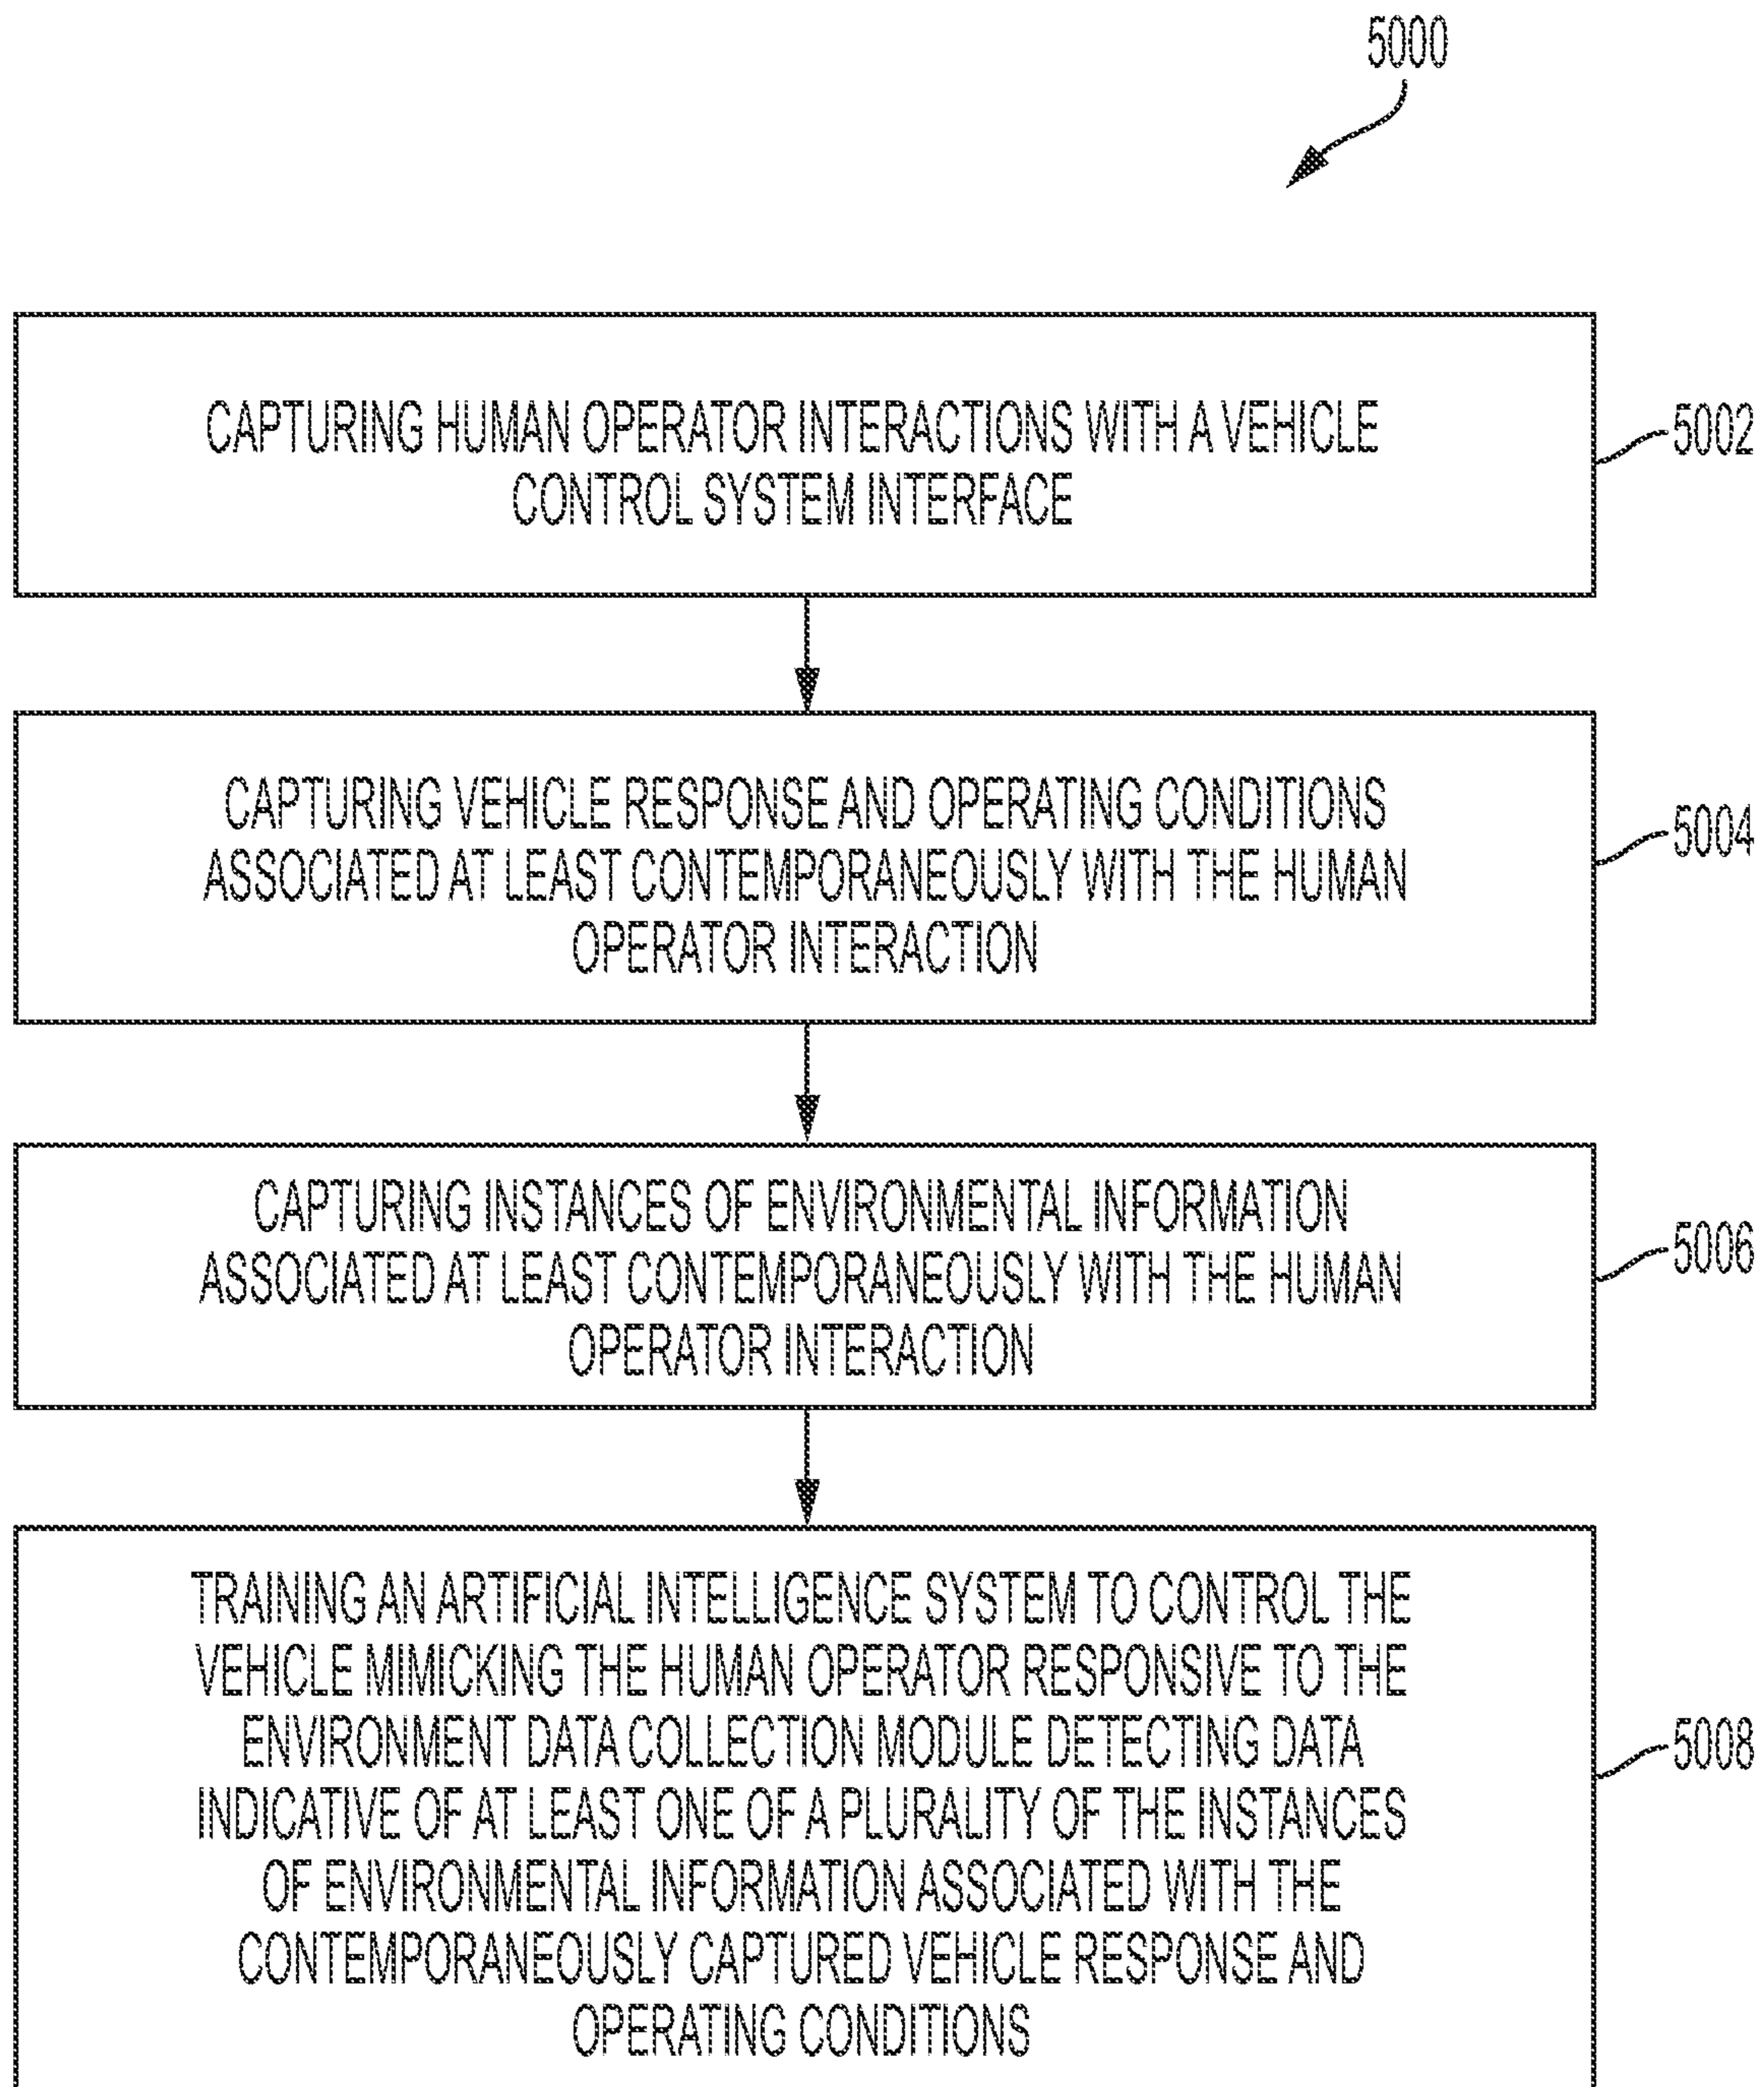 5000
CAPTURING HUMAN OPERATOR INTERACTIONS WITH A VEHICLE
CONTROL SYSTEM INTERFACE
5002
CAPTURING VEHICLE RESPONSE AND OPERATING CONDITIONS
ASSOCIATED AT LEAST CONTEMPORANEOUSLY WITH THE HUMAN
OPERATOR INTERACTION
5004
CAPTURING INSTANCES OF ENVIRONMENTAL INFORMATION
ASSOCIATED AT LEAST CONTEMPORANEOUSLY WITH THE HUMAN
OPERATOR INTERACTION
5006
TRAINING AN ARTIFICIAL INTELLIGENCE SYSTEM TO CONTROL THE
VEHICLE MIMICKING THE HUMAN OPERATOR RESPONSIVE TO THE
ENVIRONMENT DATA COLLECTION MODULE DETECTING DATA
INDICATIVE OF AT LEAST ONE OF A PLURALITY OF THE INSTANCES
OF ENVIRONMENTAL INFORMATION ASSOCIATED WITH THE
CONTEMPORANEOUSLY CAPTURED VEHICLE RESPONSE AND
OPERATING CONDITIONS
5008